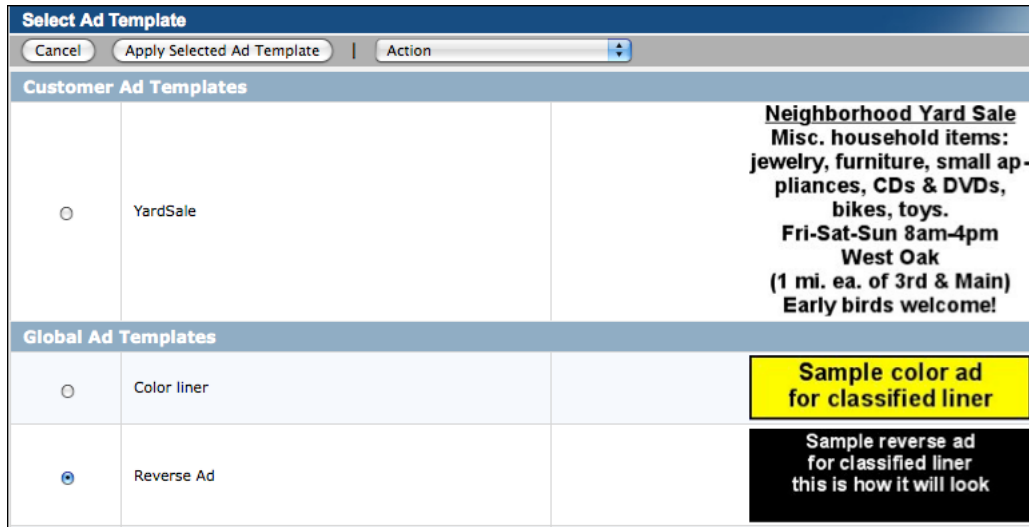 Select Ad Template
Cancel Apply Selected Ad Template | Action
Customer Ad Templates
YardSale
Neighborhood Yard Sale
Misc. household items:
jewelry, furniture, small ap-
pliances, CDs & DVDs,
bikes, toys.
Fri-Sat-Sun 8am-4pm
West Oak
(1 mi. ea. of 3rd & Main)
Early birds welcome!
Global Ad Templates
Color liner
Sample color ad
for classified liner
Reverse Ad
Sample reverse ad
for classified liner
this is how it will look